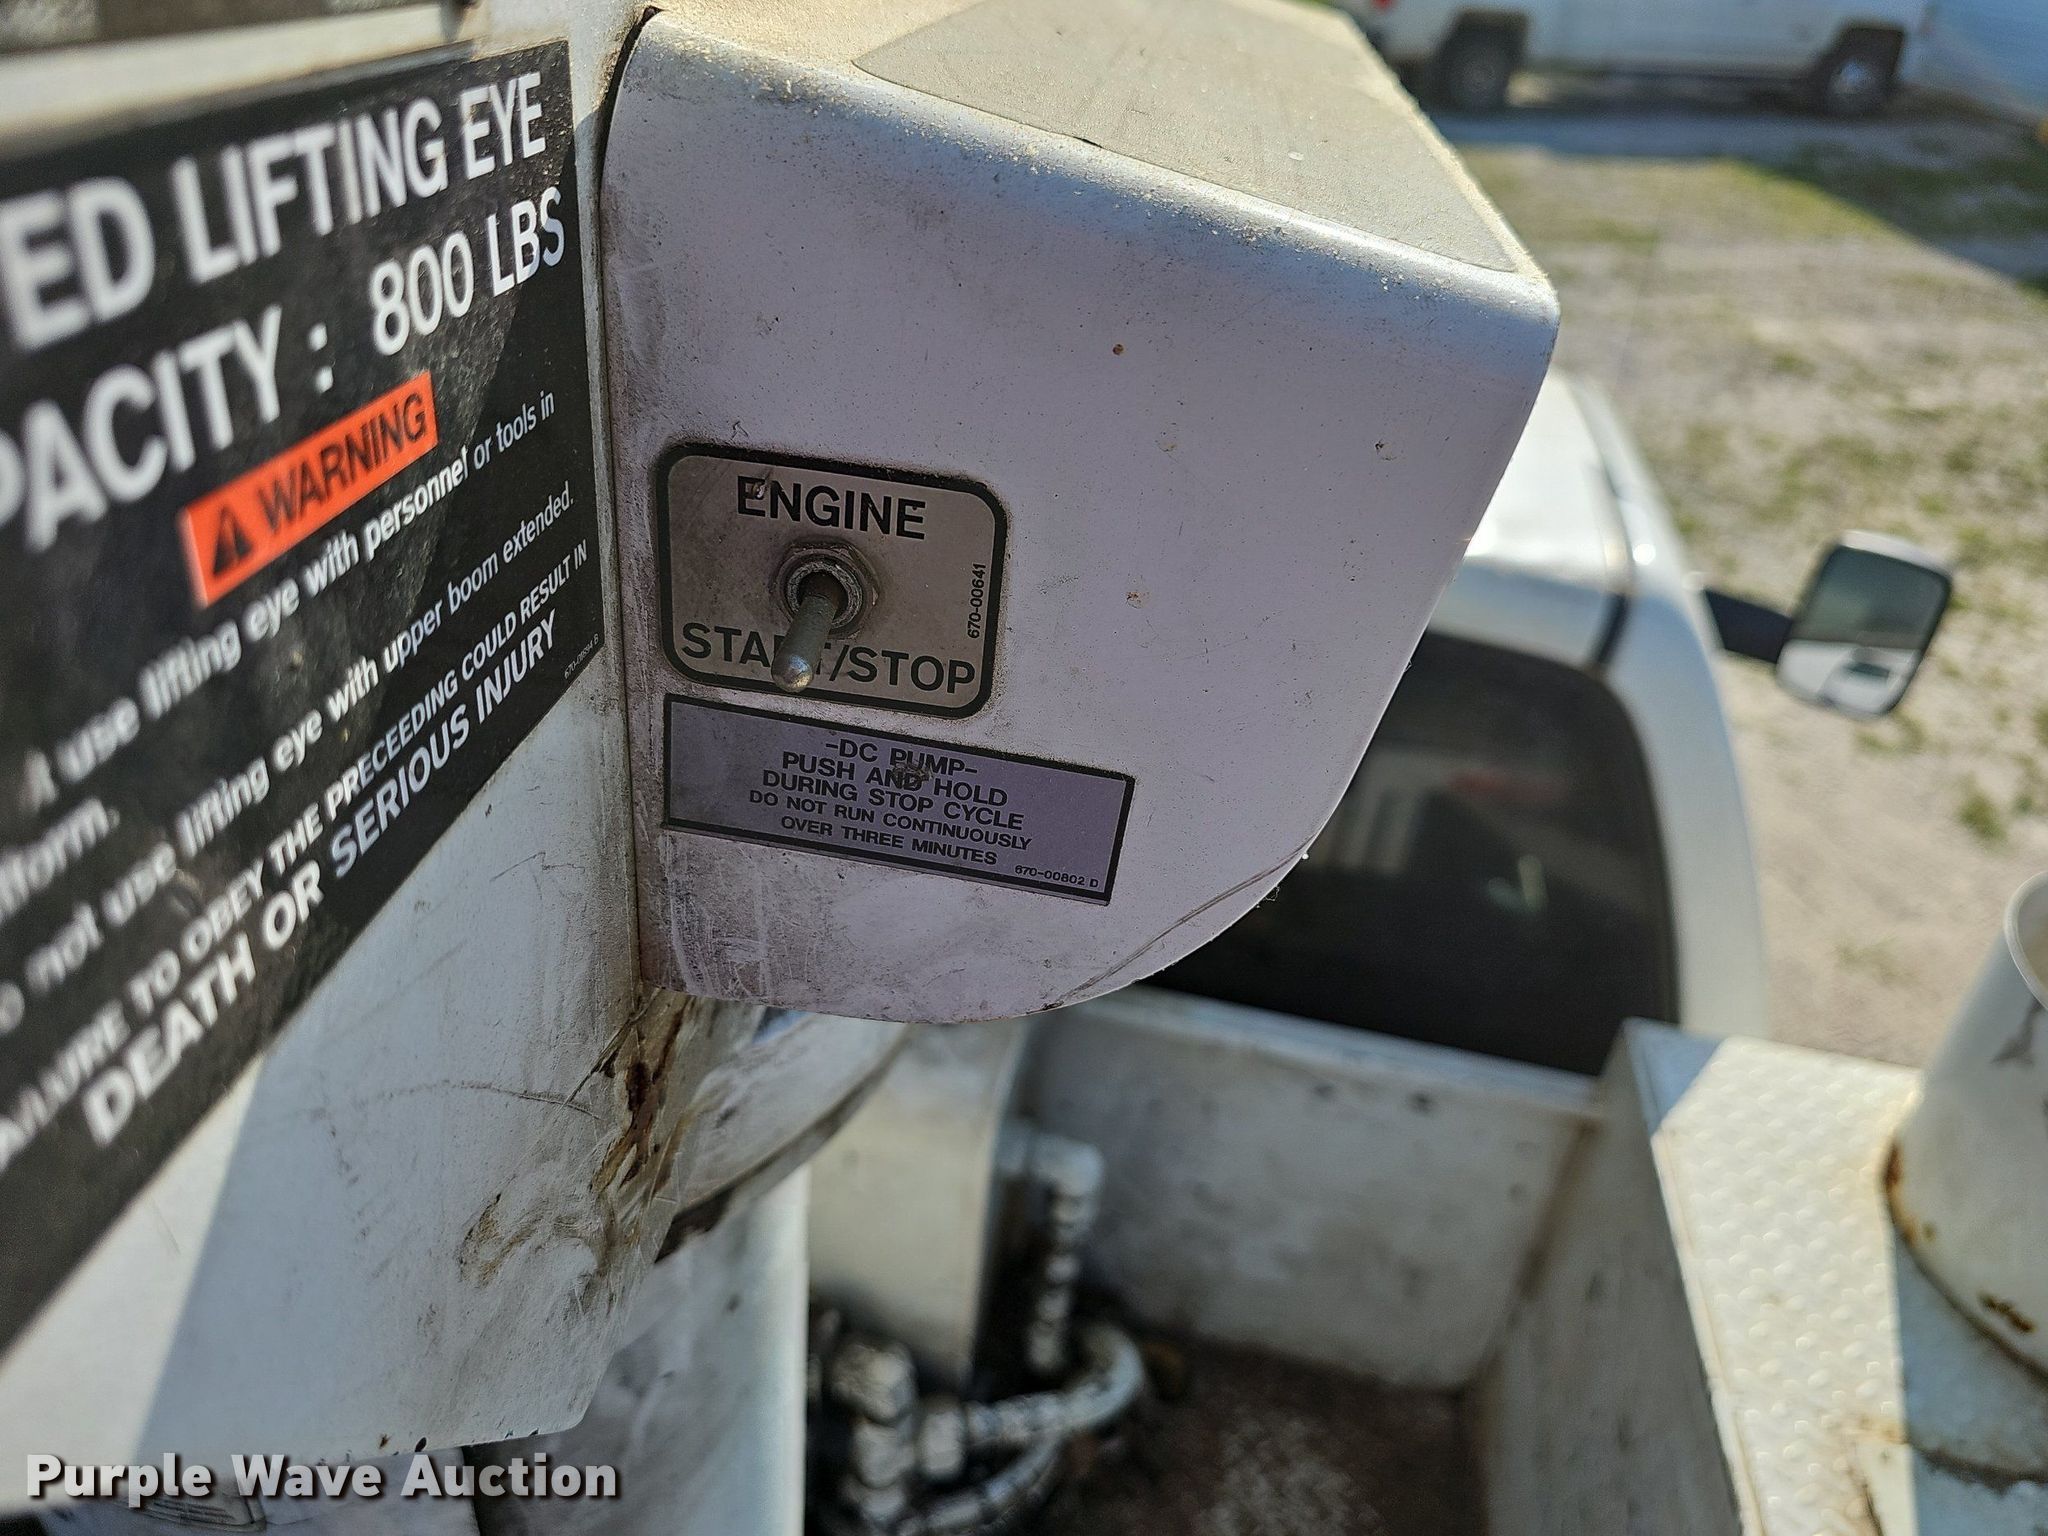 ED LIFTING EYE
PACITY : 800 LBS
WARNING
use lifting eye with personnel or tools in
tform.
not use lifting eye with upper boom extended.
TO OBEY THE PRECEEDING COULD RESULT IN
DEATH OR SERIOUS INJURY
ENGINE
670-00641
START/STOP
-DC PUMP-
PUSH AND HOLD
DURING STOP CYCLE
DO NOT RUN CONTINUOUSLY
OVER THREE MINUTES
670-00802 D
Purple Wave Auction